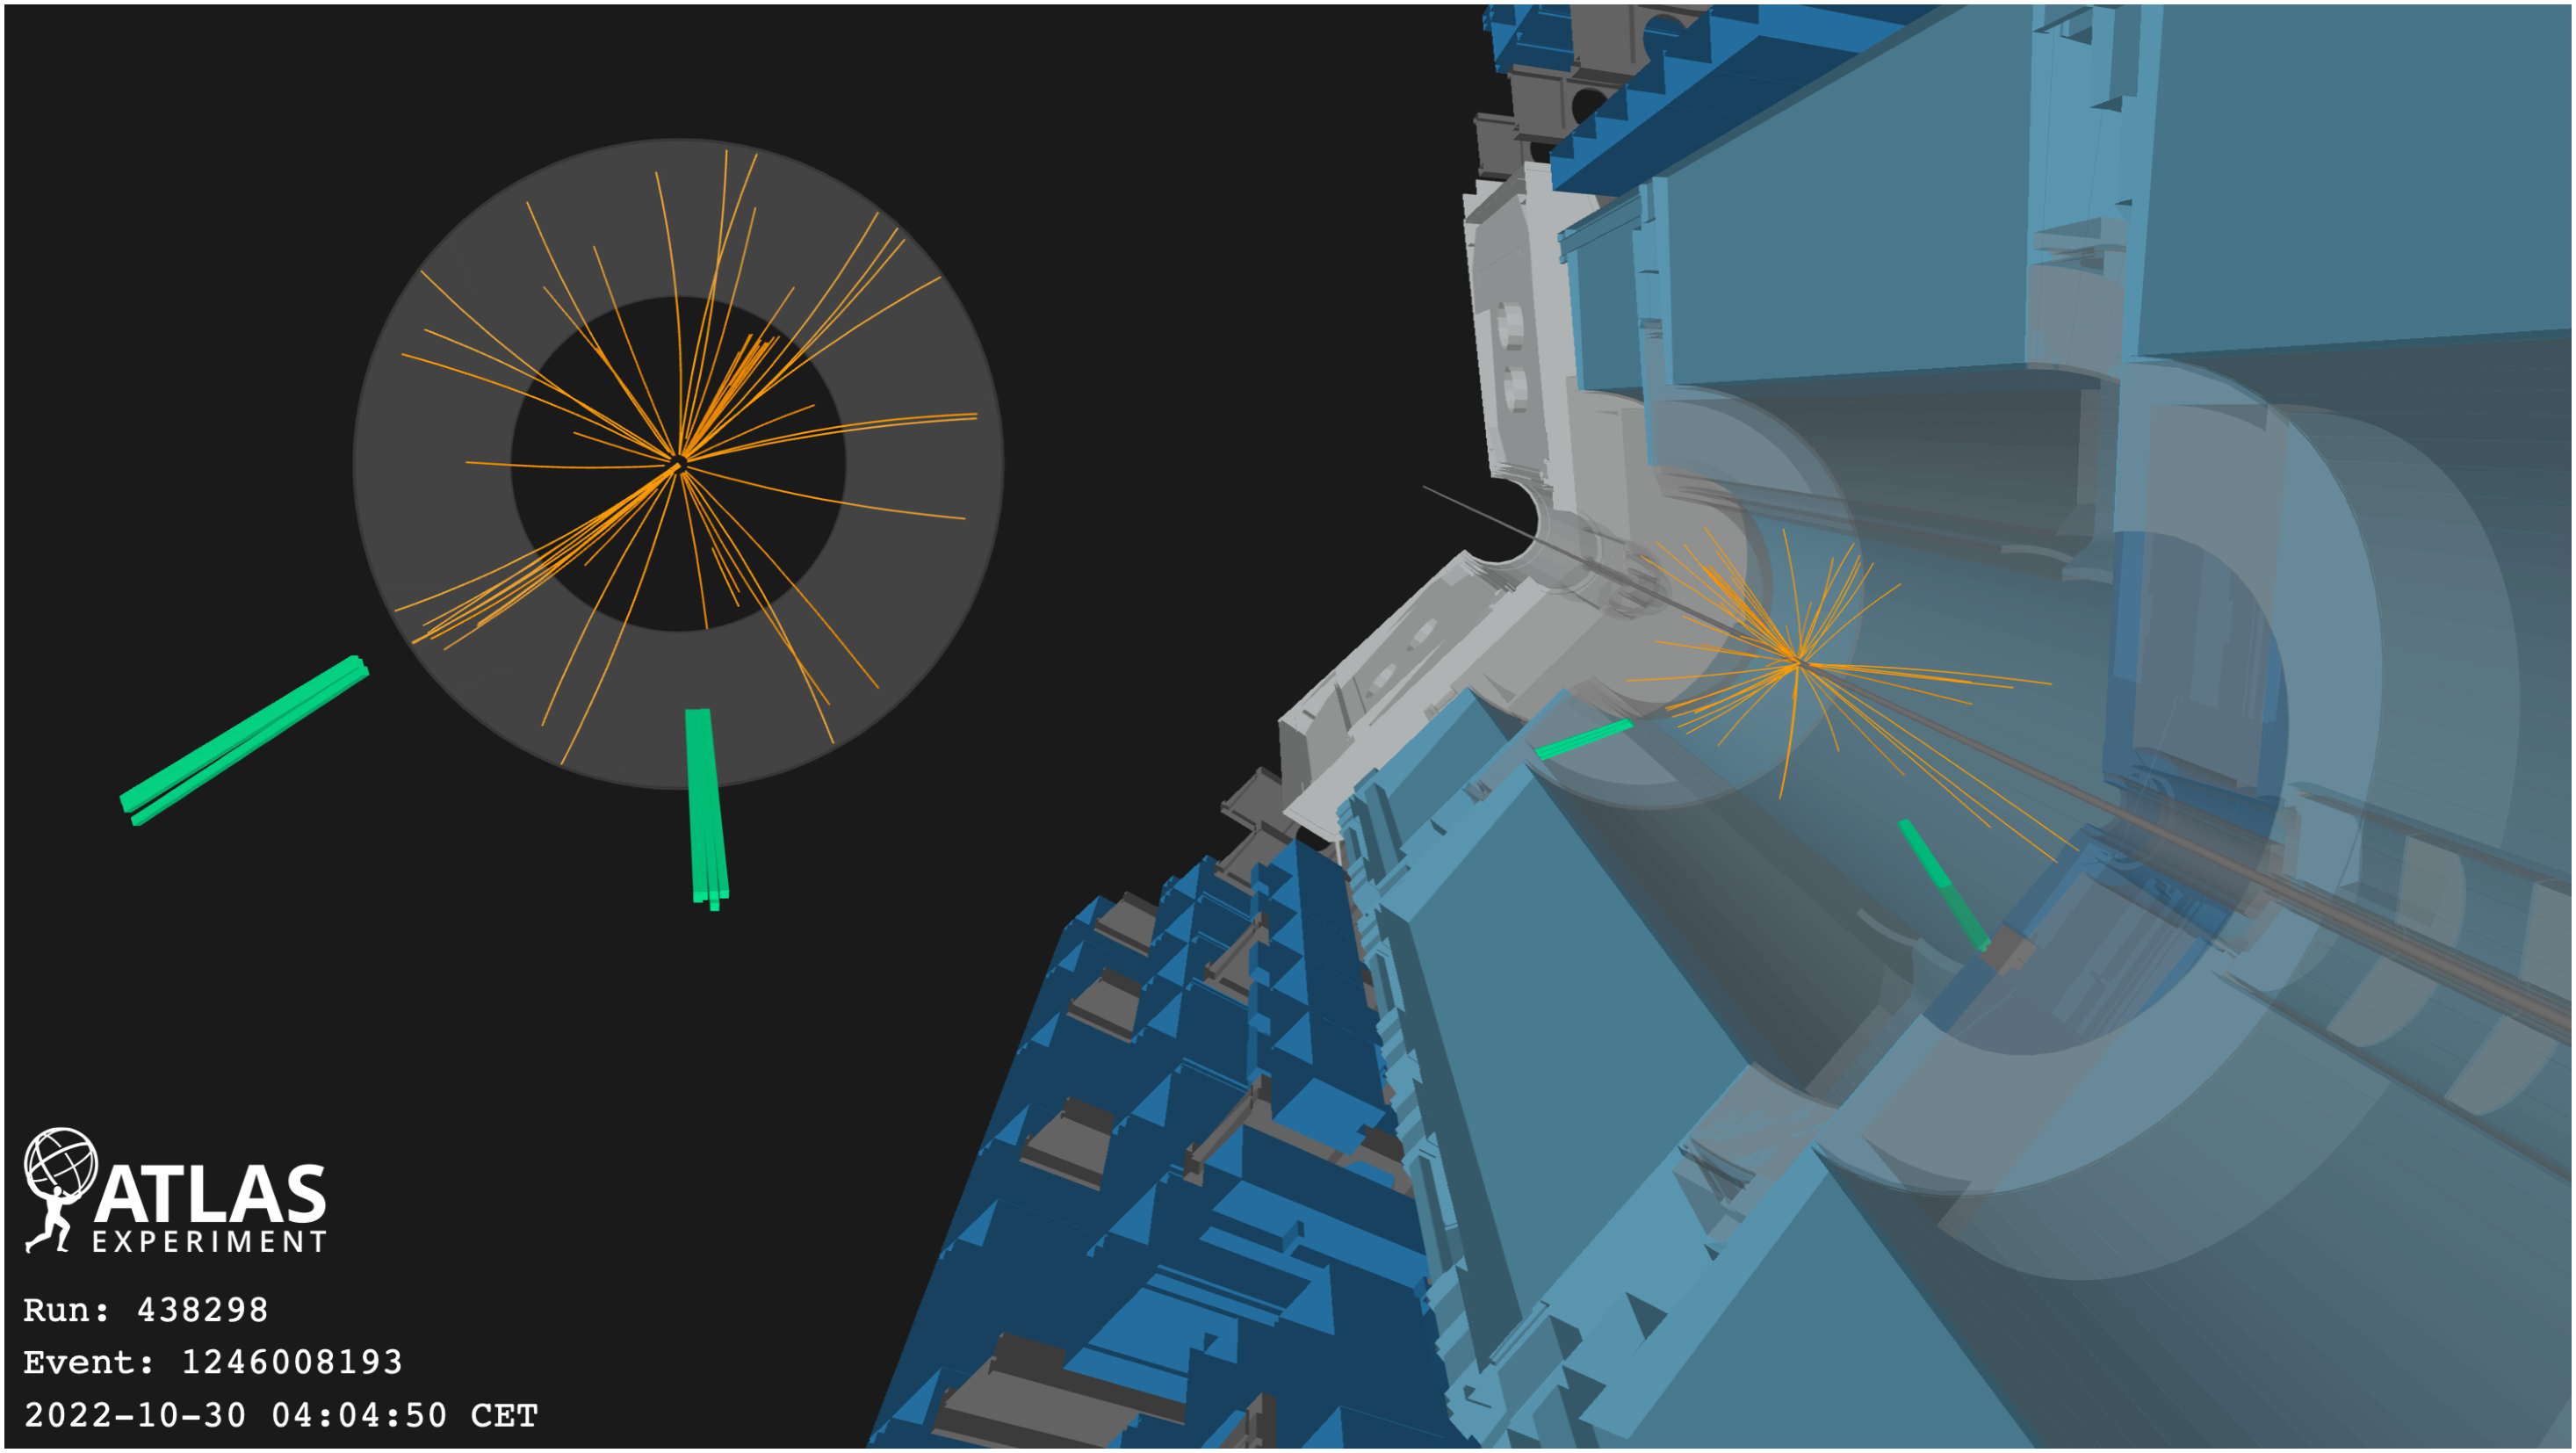 ATLAS
EXPERIMENT
Run: 438298
Event: 1246008193
2022-10-30 04:04:50 CET